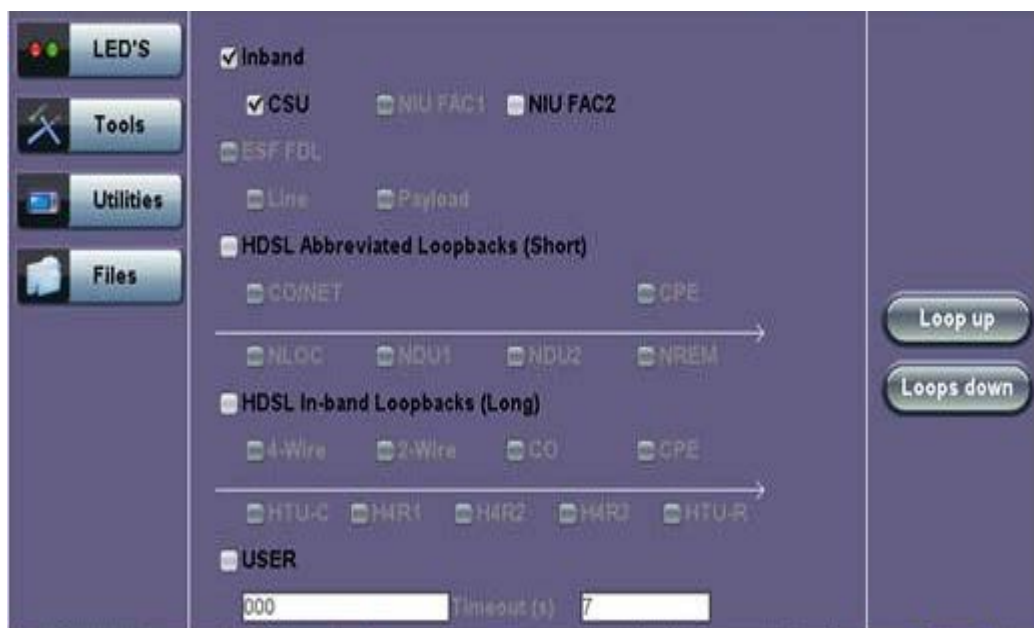 LED'S
Tools
Utilities
Files
Inband
CSU NIU FAC1 NIU FAC2
ESF FDL
Line Payload
HDSL Abbreviated Loopbacks (Short)
CO/NET CPE
NLOC NDU1 NDU2 NREM
HDSL In-band Loopbacks (Long)
4-Wire 2-Wire CO CPE
HTU-C H4R1 H4R2 H4R3 HTU-R
USER
000 Timeout (s) 7
Loop up
Loops down